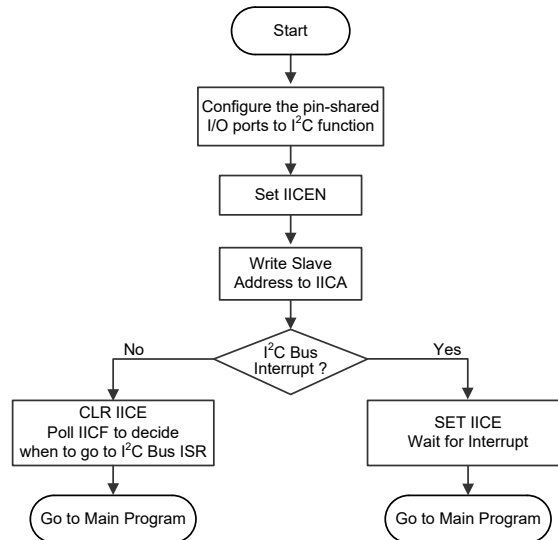 Start
Configure the pin-shared
I/O ports to I²C function
Set IICEN
Write Slave
Address to IICA
I²C Bus
Interrupt ?
No
Yes
CLR IICE
Poll IICF to decide
when to go to I²C Bus ISR
SET IICE
Wait for Interrupt
Go to Main Program
Go to Main Program